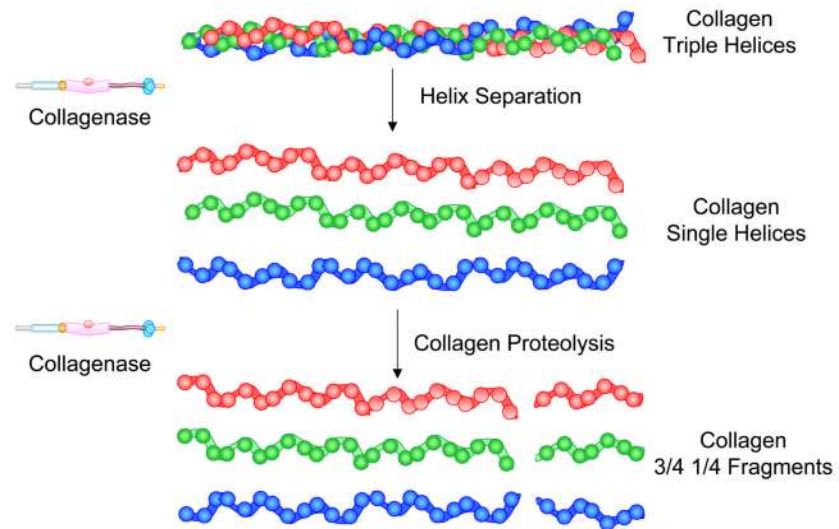 Collagen
Triple Helices
Collagenase
Helix Separation
Collagen
Single Helices
Collagenase
Collagen Proteolysis
Collagen
3/4 1/4 Fragments